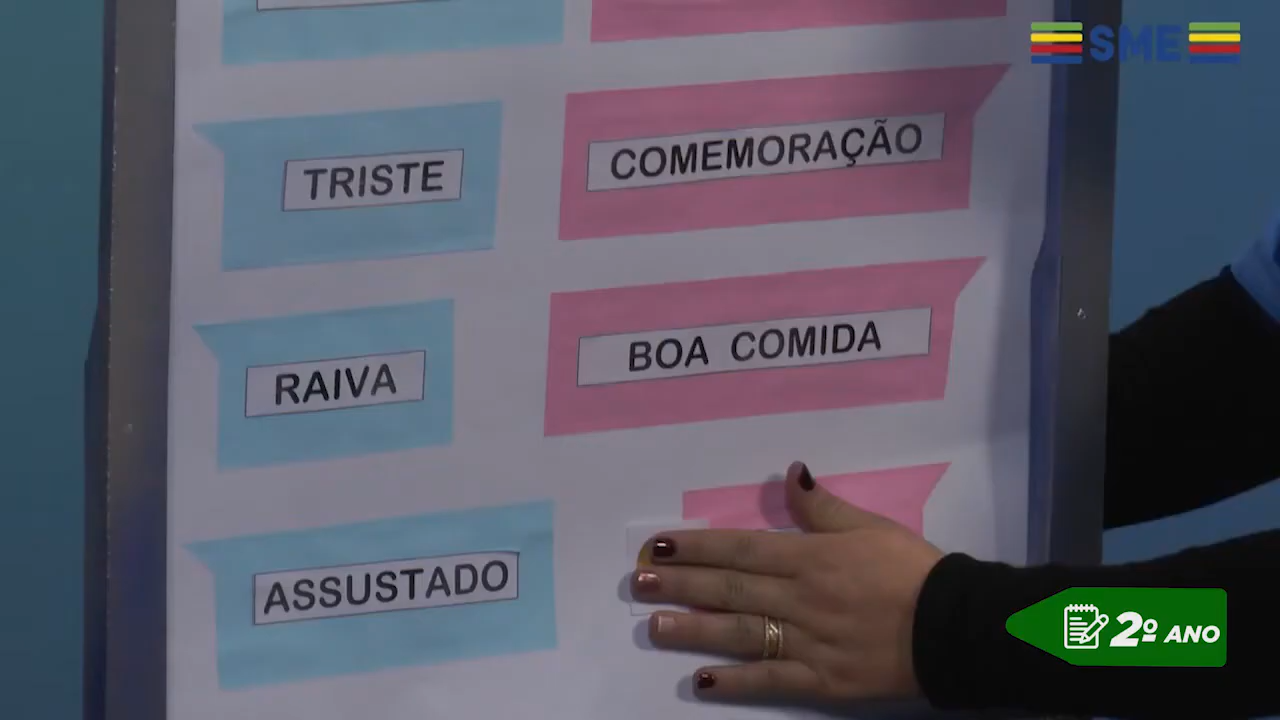 SME
TRISTE
COMEMORAÇÃO
RAIVA
BOA COMIDA
ASSUSTADO
2º ANO